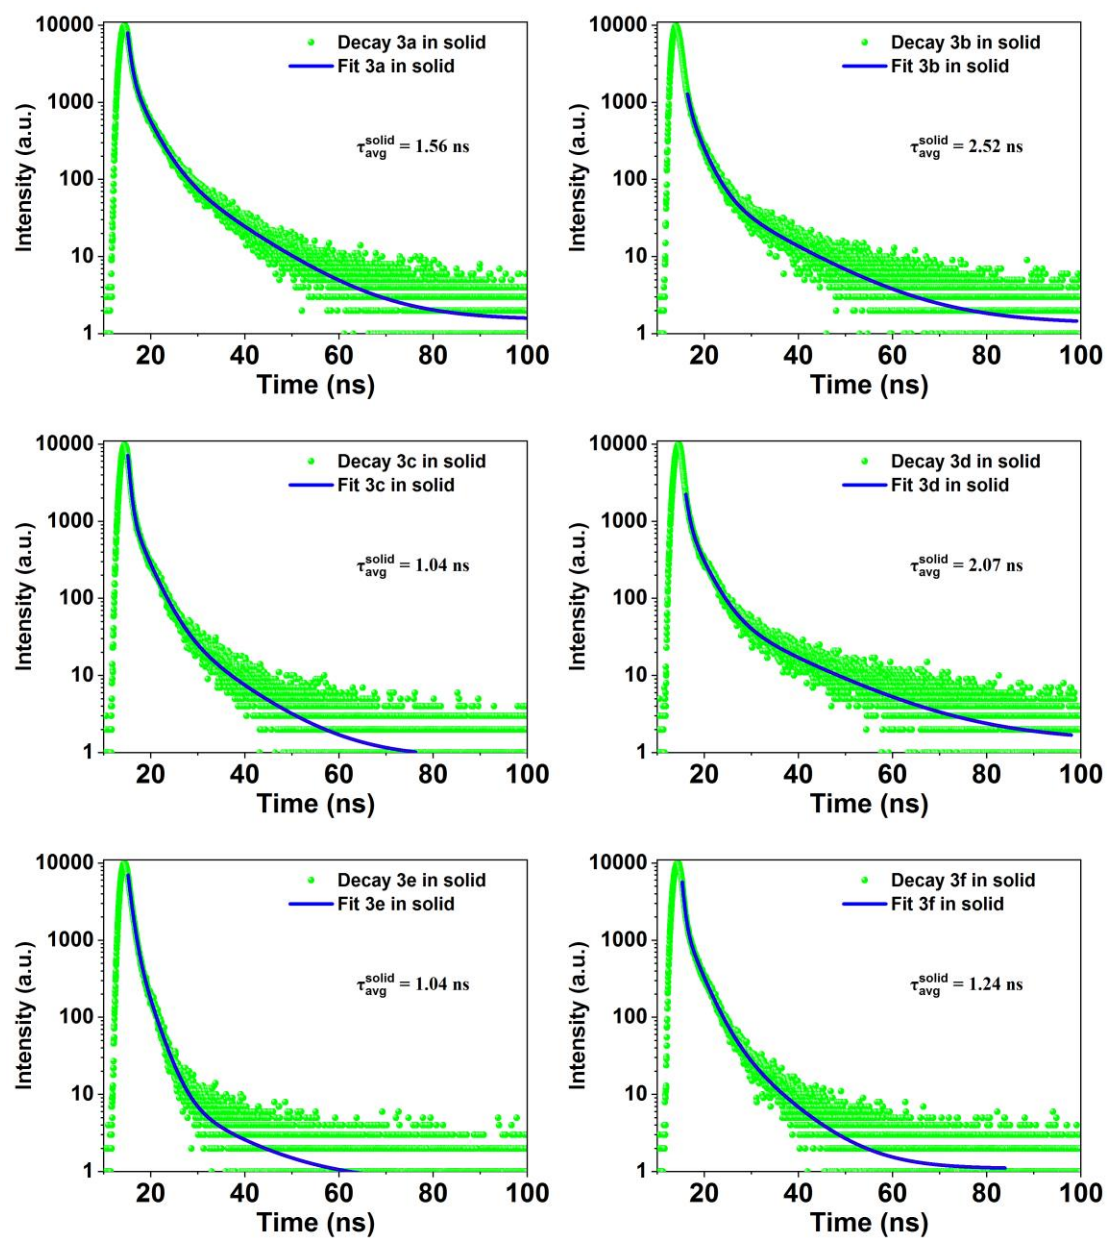 10000
1000
100
10
1
Intensity (a.u.)
Decay 3a in solid
Fit 3a in solid
τ_avg^solid = 1.56 ns
20 40 60 80 100
Time (ns)
10000
1000
100
10
1
Intensity (a.u.)
Decay 3b in solid
Fit 3b in solid
τ_avg^solid = 2.52 ns
20 40 60 80 100
Time (ns)
10000
1000
100
10
1
Intensity (a.u.)
Decay 3c in solid
Fit 3c in solid
τ_avg^solid = 1.04 ns
20 40 60 80 100
Time (ns)
10000
1000
100
10
1
Intensity (a.u.)
Decay 3d in solid
Fit 3d in solid
τ_avg^solid = 2.07 ns
20 40 60 80 100
Time (ns)
10000
1000
100
10
1
Intensity (a.u.)
Decay 3e in solid
Fit 3e in solid
τ_avg^solid = 1.04 ns
20 40 60 80 100
Time (ns)
10000
1000
100
10
1
Intensity (a.u.)
Decay 3f in solid
Fit 3f in solid
τ_avg^solid = 1.24 ns
20 40 60 80 100
Time (ns)